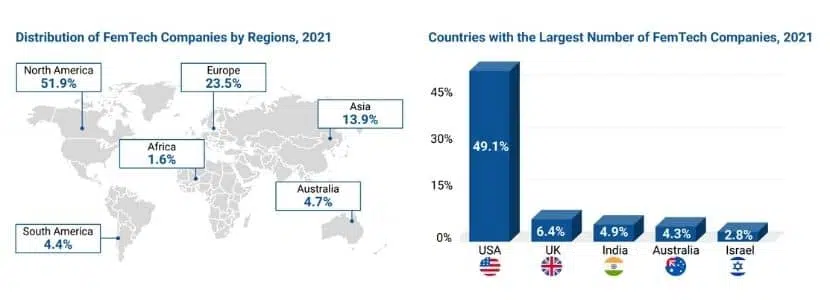 Distribution of FemTech Companies by Regions, 2021
North America
51.9%
Europe
23.5%
Asia
13.9%
Africa
1.6%
Australia
4.7%
South America
4.4%
Countries with the Largest Number of FemTech Companies, 2021
45%
30%
15%
0%
49.1%
6.4%
4.9%
4.3%
2.8%
USA
UK
India
Australia
Israel